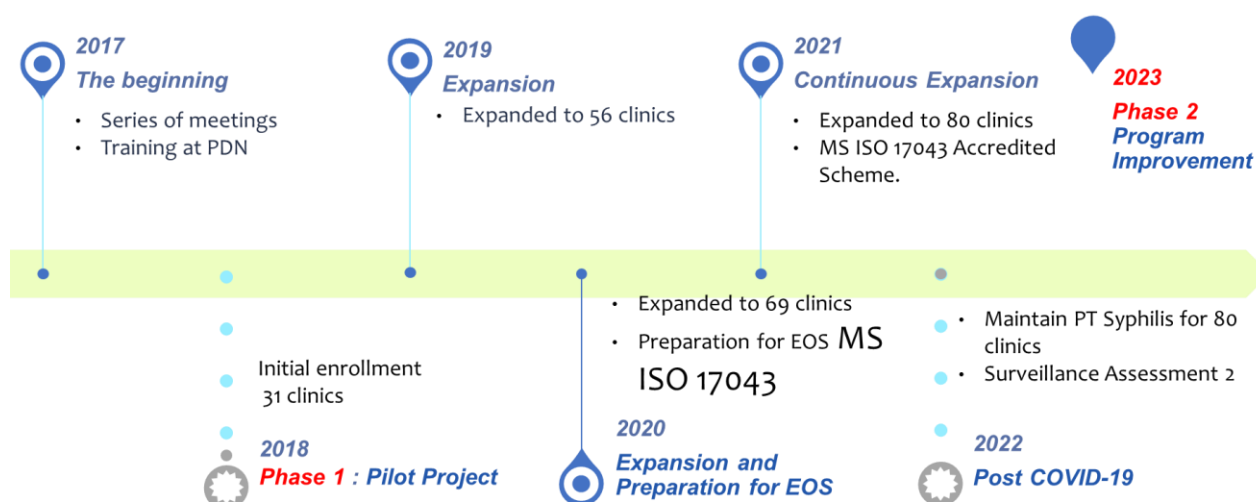 2017
The beginning
• Series of meetings
• Training at PDN
2019
Expansion
• Expanded to 56 clinics
2021
Continuous Expansion
• Expanded to 80 clinics
• MS ISO 17043 Accredited
Scheme.
2023
Phase 2
Program
Improvement
Initial enrollment
31 clinics
2018
Phase 1 : Pilot Project
• Expanded to 69 clinics
• Preparation for EOS MS
ISO 17043
2020
Expansion and
Preparation for EOS
• Maintain PT Syphilis for 80
clinics
• Surveillance Assessment 2
2022
Post COVID-19